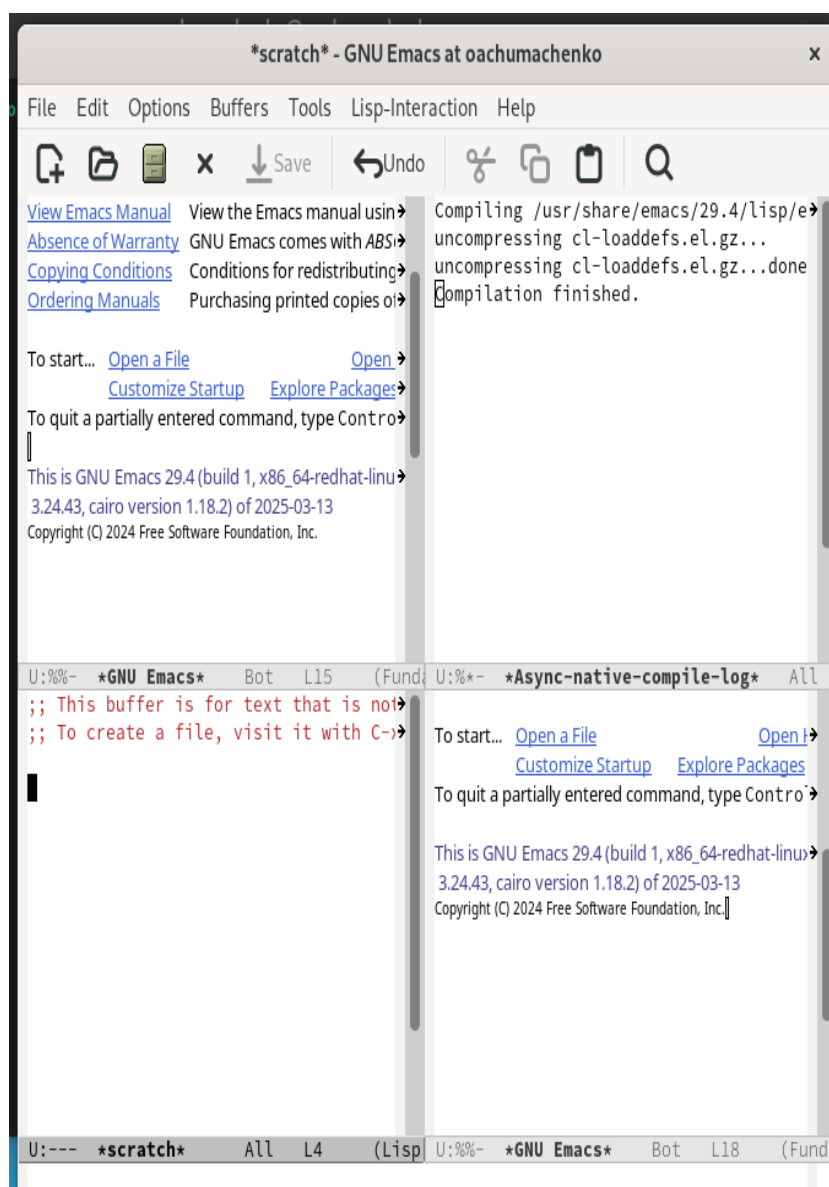 *scratch* - GNU Emacs at oachumachenko x
File Edit Options Buffers Tools Lisp-Interaction Help
Save Undo
View Emacs Manual View the Emacs manual usin
Absence of Warranty GNU Emacs comes with ABS
Copying Conditions Conditions for redistributing
Ordering Manuals Purchasing printed copies o
To start... Open a File Open
Customize Startup Explore Packages
To quit a partially entered command, type Contro
This is GNU Emacs 29.4 (build 1, x86_64-redhat-linu
3.24.43, cairo version 1.18.2) of 2025-03-13
Copyright (C) 2024 Free Software Foundation, Inc.
U:%%- *GNU Emacs* Bot L15 (Fund
Compiling /usr/share/emacs/29.4/lisp/e
uncompressing cl-loaddefs.el.gz...
uncompressing cl-loaddefs.el.gz...done
Compilation finished.
U:%*- *Async-native-compile-log* All
;; This buffer is for text that is not
;; To create a file, visit it with C-x
U:--- *scratch* All L4 (Lisp
To start... Open a File Open
Customize Startup Explore Packages
To quit a partially entered command, type Contro
This is GNU Emacs 29.4 (build 1, x86_64-redhat-linux
3.24.43, cairo version 1.18.2) of 2025-03-13
Copyright (C) 2024 Free Software Foundation, Inc.
U:%%- *GNU Emacs* Bot L18 (Fund